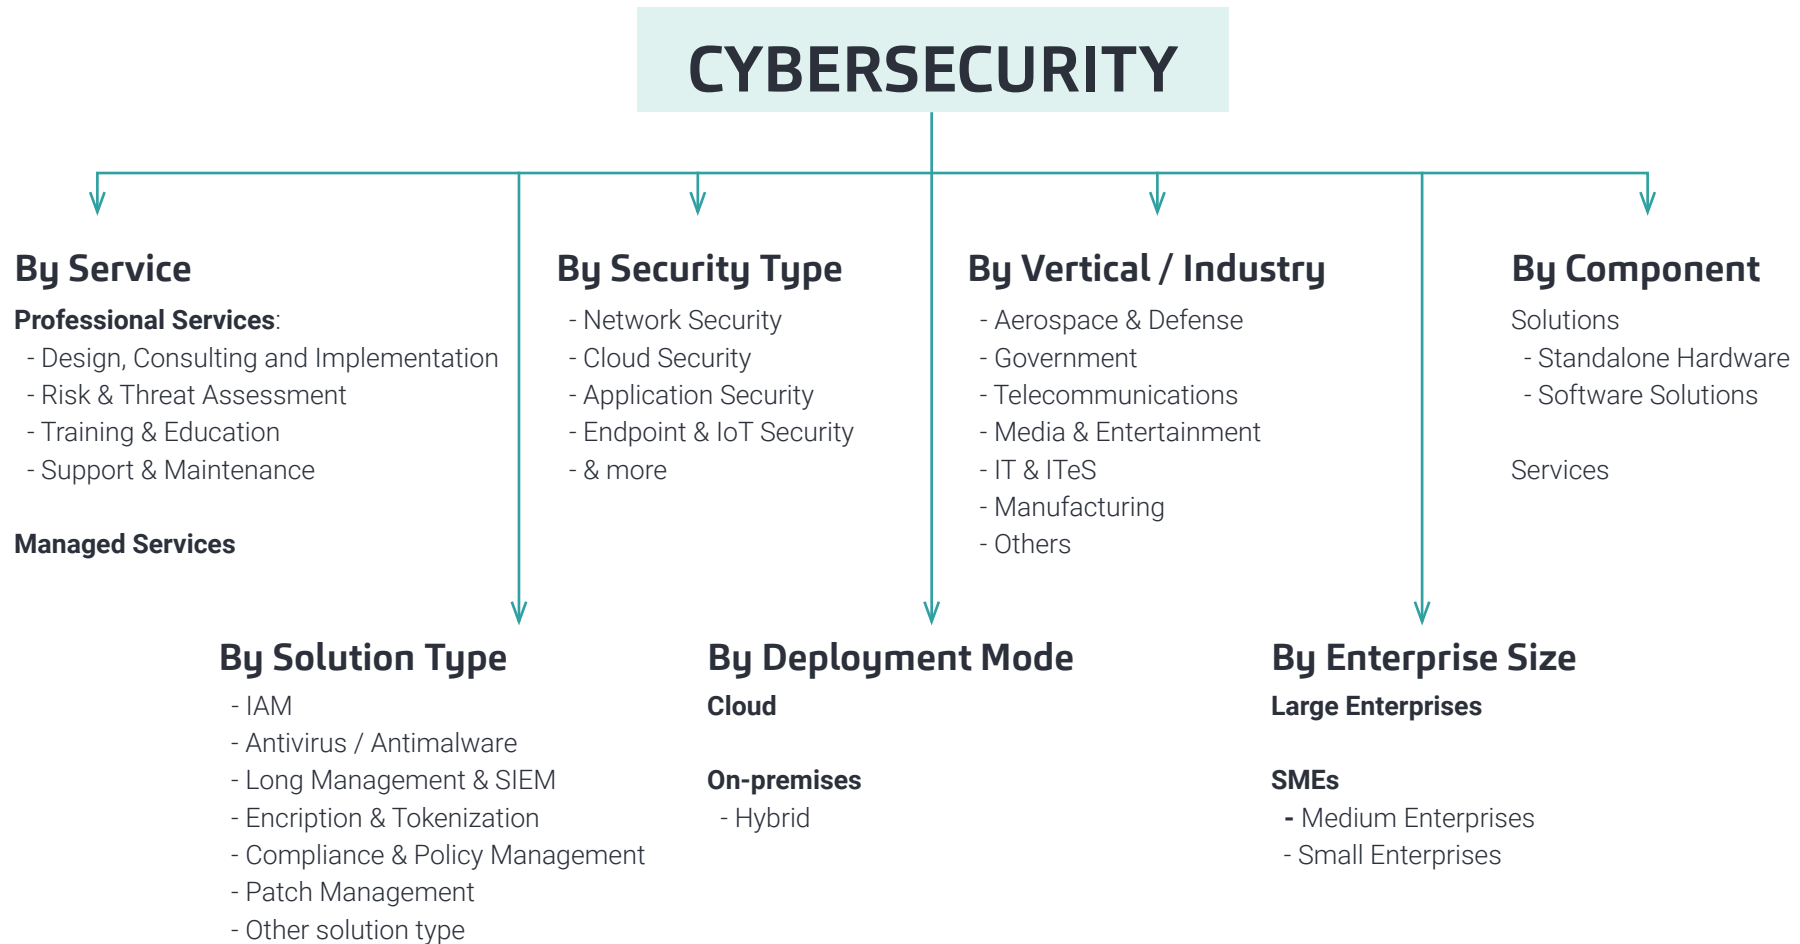 CYBERSECURITY
By Service
Professional Services:
- Design, Consulting and Implementation
- Risk & Threat Assessment
- Training & Education
- Support & Maintenance
Managed Services
By Security Type
- Network Security
- Cloud Security
- Application Security
- Endpoint & IoT Security
- & more
By Vertical / Industry
- Aerospace & Defense
- Government
- Telecommunications
- Media & Entertainment
- IT & ITeS
- Manufacturing
- Others
By Component
Solutions
- Standalone Hardware
- Software Solutions
Services
By Solution Type
- IAM
- Antivirus / Antimalware
- Long Management & SIEM
- Encription & Tokenization
- Compliance & Policy Management
- Patch Management
- Other solution type
By Deployment Mode
Cloud
On-premises
- Hybrid
By Enterprise Size
Large Enterprises
SMEs
- Medium Enterprises
- Small Enterprises